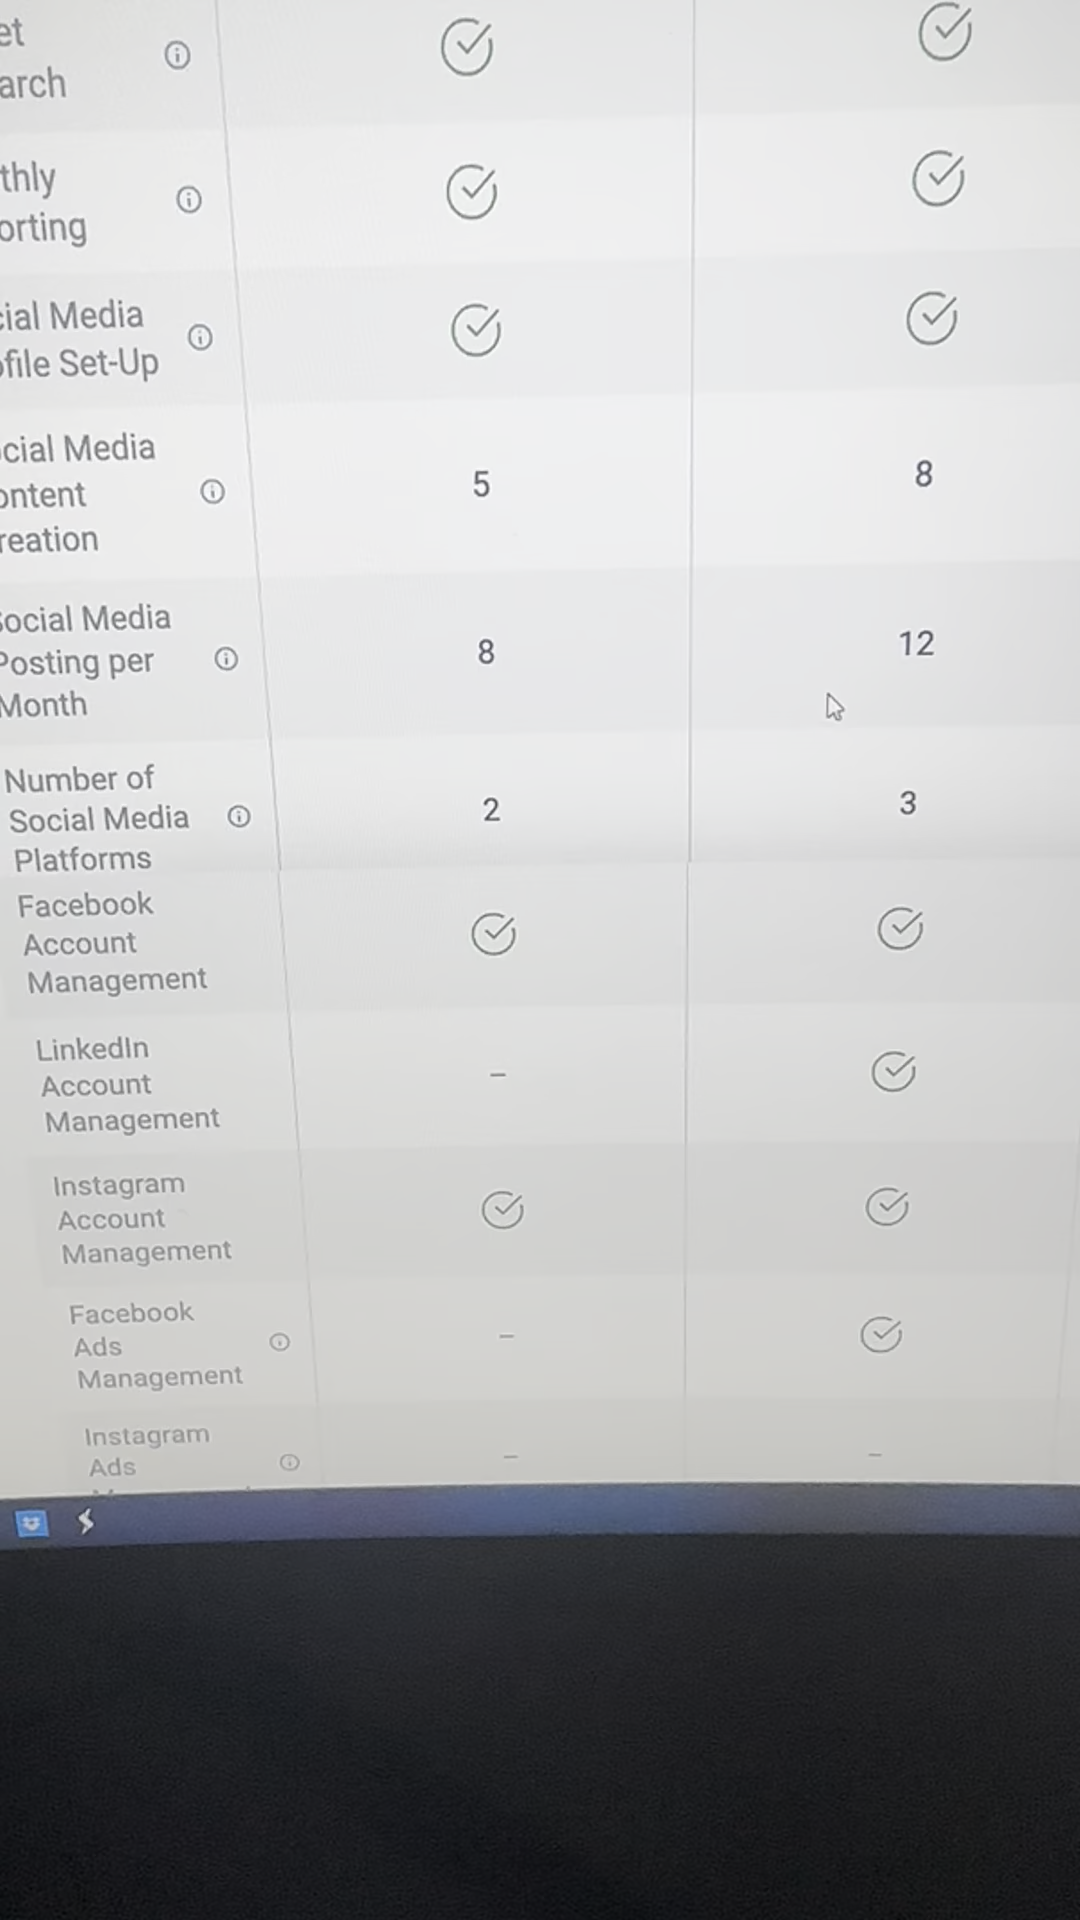 et
arch
thly
orting
cial Media
ofile Set-Up
ocial Media
ontent
reation
5
8
Social Media
Posting per
Month
8
12
Number of
Social Media
Platforms
2
3
Facebook
Account
Management
LinkedIn
Account
Management
–
Instagram
Account
Management
Facebook
Ads
Management
–
Instagram
Ads
–
–